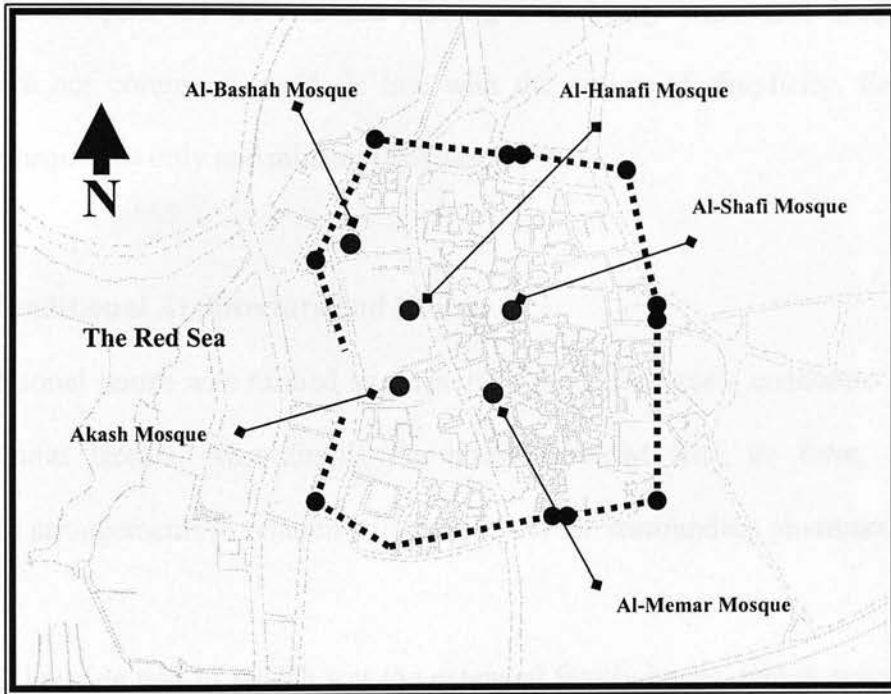 Al-Bashah Mosque
Al-Hanafi Mosque
N
Al-Shafi Mosque
The Red Sea
Akash Mosque
Al-Memar Mosque